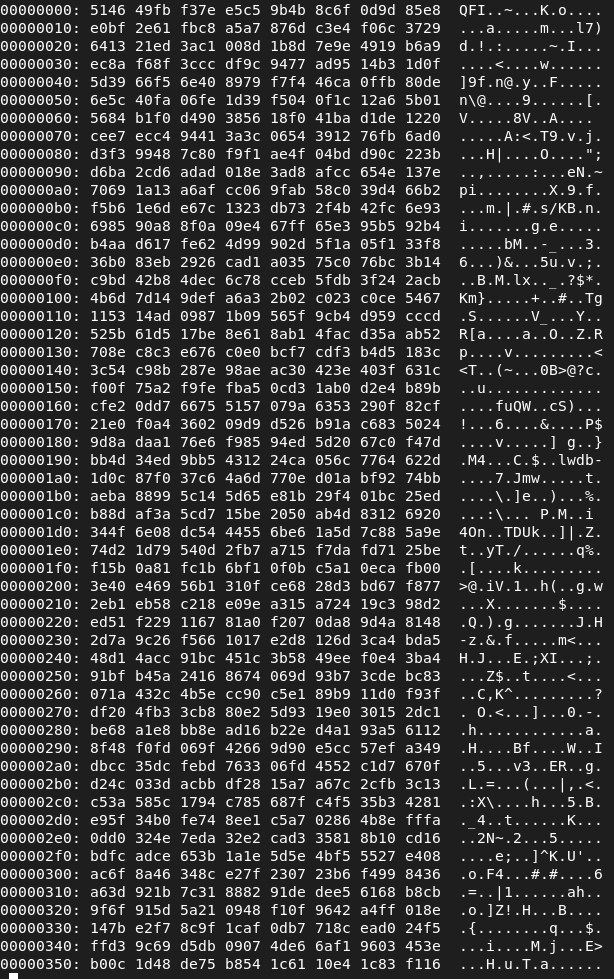 00000000: 5146 49fb f37e e5c5 9b4b 8c6f 0d9d 85e8  QFI..~...K.o....
00000010: e0bf 2e61 fbc8 a5a7 876d c3e4 f06c 3729  ...a.....m...l7)
00000020: 6413 21ed 3ac1 008d 1b8d 7e9e 4919 b6a9  d.!.:.....~.I...
00000030: ec8a f68f 3ccc df9c 9477 ad95 14b3 1d0f  ....<....w......
00000040: 5d39 66f5 6e40 8979 f7f4 46ca 0ffb 80de  ]9f.n@.y..F.....
00000050: 6e5c 40fa 06fe 1d39 f504 0f1c 12a6 5b01  n\@....9......[.
00000060: 5684 b1f0 d490 3856 18f0 41ba d1de 1220  V.....8V..A.... 
00000070: cee7 ecc4 9441 3a3c 0654 3912 76fb 6ad0  .....A:<.T9.v.j.
00000080: d3f3 9948 7c80 f9f1 ae4f 04bd d90c 223b  ...H|....O....";
00000090: d6ba 2cd6 adad 018e 3ad8 afcc 654e 137e  ..,.....:...eN.~
000000a0: 7069 1a13 a6af cc06 9fab 58c0 39d4 66b2  pi........X.9.f.
000000b0: f5b6 1e6d e67c 1323 db73 2f4b 42fc 6e93  ...m.|.#.s/KB.n.
000000c0: 6985 90a8 8f0a 09e4 67ff 65e3 95b5 92b4  i.......g.e.....
000000d0: b4aa d617 fe62 4d99 902d 5f1a 05f1 33f8  .....bM..-_...3.
000000e0: 36b0 83eb 2926 cad1 a035 75c0 76bc 3b14  6...)&...5u.v.;.
000000f0: c9bd 42b8 4dec 6c78 cceb 5fdb 3f24 2acb  ..B.M.lx.._.?$*.
00000100: 4b6d 7d14 9def a6a3 2b02 c023 c0ce 5467  Km}.....+..#..Tg
00000110: 1153 14ad 0987 1b09 565f 9cb4 d959 cccd  .S......V_...Y..
00000120: 525b 61d5 17be 8e61 8ab1 4fac d35a ab52  R[a....a..O..Z.R
00000130: 708e c8c3 e676 c0e0 bcf7 cdf3 b4d5 183c  p....v.........<
00000140: 3c54 c98b 287e 98ae ac30 423e 403f 631c  <T..(~...0B>@?c.
00000150: f00f 75a2 f9fe fba5 0cd3 1ab0 d2e4 b89b  ..u.............
00000160: cfe2 0dd7 6675 5157 079a 6353 290f 82cf  ....fuQW..cS)...
00000170: 21e0 f0a4 3602 09d9 d526 b91a c683 5024  !...6....&....P$
00000180: 9d8a daa1 76e6 f985 94ed 5d20 67c0 f47d  ....v.....] g..}
00000190: bb4d 34ed 9bb5 4312 24ca 056c 7764 622d  .M4...C.$..lwdb-
000001a0: 1d0c 87f0 37c6 4a6d 770e d01a bf92 74bb  ....7.Jmw.....t.
000001b0: aeba 8899 5c14 5d65 e81b 29f4 01bc 25ed  ....\.]e..)...%.
000001c0: b88d af3a 5cd7 15be 2050 ab4d 8312 6920  ...:\... P.M..i 
000001d0: 344f 6e08 dc54 4455 6be6 1a5d 7c88 5a9e  4On..TDUk..]|.Z.
000001e0: 74d2 1d79 540d 2fb7 a715 f7da fd71 25be  t..yT./......q%.
000001f0: f15b 0a81 fc1b 6bf1 0f0b c5a1 0eca fb00  .[....k.........
00000200: 3e40 e469 56b1 310f ce68 28d3 bd67 f877  >@.iV.1..h(..g.w
00000210: 2eb1 eb58 c218 e09e a315 a724 19c3 98d2  ...X.......$....
00000220: ed51 f229 1167 81a0 f207 0da8 9d4a 8148  .Q.).g.......J.H
00000230: 2d7a 9c26 f566 1017 e2d8 126d 3ca4 bda5  -z.&.f.....m<...
00000240: 48d1 4acc 91bc 451c 3b58 49ee f0e4 3ba4  H.J...E.;XI...;.
00000250: 91bf b45a 2416 8674 069d 93b7 3cde bc83  ...Z$..t....<...
00000260: 071a 432c 4b5e cc90 c5e1 89b9 11d0 f93f  ..C,K^.........?
00000270: df20 4fb3 3cb8 80e2 5d93 19e0 3015 2dc1  . O.<...]...0.-.
00000280: be68 a1e8 bb8e ad16 b22e d4a1 93a5 6112  .h............a.
00000290: 8f48 f0fd 069f 4266 9d90 e5cc 57ef a349  .H....Bf....W..I
000002a0: dbcc 35dc febd 7633 06fd 4552 c1d7 670f  ..5...v3..ER..g.
000002b0: d24c 033d acbb df28 15a7 a67c 2cfb 3c13  .L.=...(...|,.<.
000002c0: c53a 585c 1794 c785 687f c4f5 35b3 4281  .:X\....h...5.B.
000002d0: e95f 34b0 fe74 8ee1 c5a7 0286 4b8e fffa  ._4..t......K...
000002e0: 0dd0 324e 7eda 32e2 cad3 3581 8b10 cd16  ..2N~.2...5.....
000002f0: bdfc adce 653b 1a1e 5d5e 4bf5 5527 e408  ....e;..]^K.U'..
00000300: ac6f 8a46 348c e27f 2307 23b6 f499 8436  .o.F4...#.#....6
00000310: a63d 921b 7c31 8882 91de dee5 6168 b8cb  .=..|1......ah..
00000320: 9f6f 915d 5a21 0948 f10f 9642 a4ff 018e  .o.]Z!.H...B....
00000330: 147b e2f7 8c9f 1caf 0db7 718c ead0 24f5  .{........q...$.
00000340: ffd3 9c69 d5db 0907 4de6 6af1 9603 453e  ...i....M.j...E>
00000350: b00c 1d48 de75 b854 1c61 10e4 1c83 f116  ...H.u.T.a......